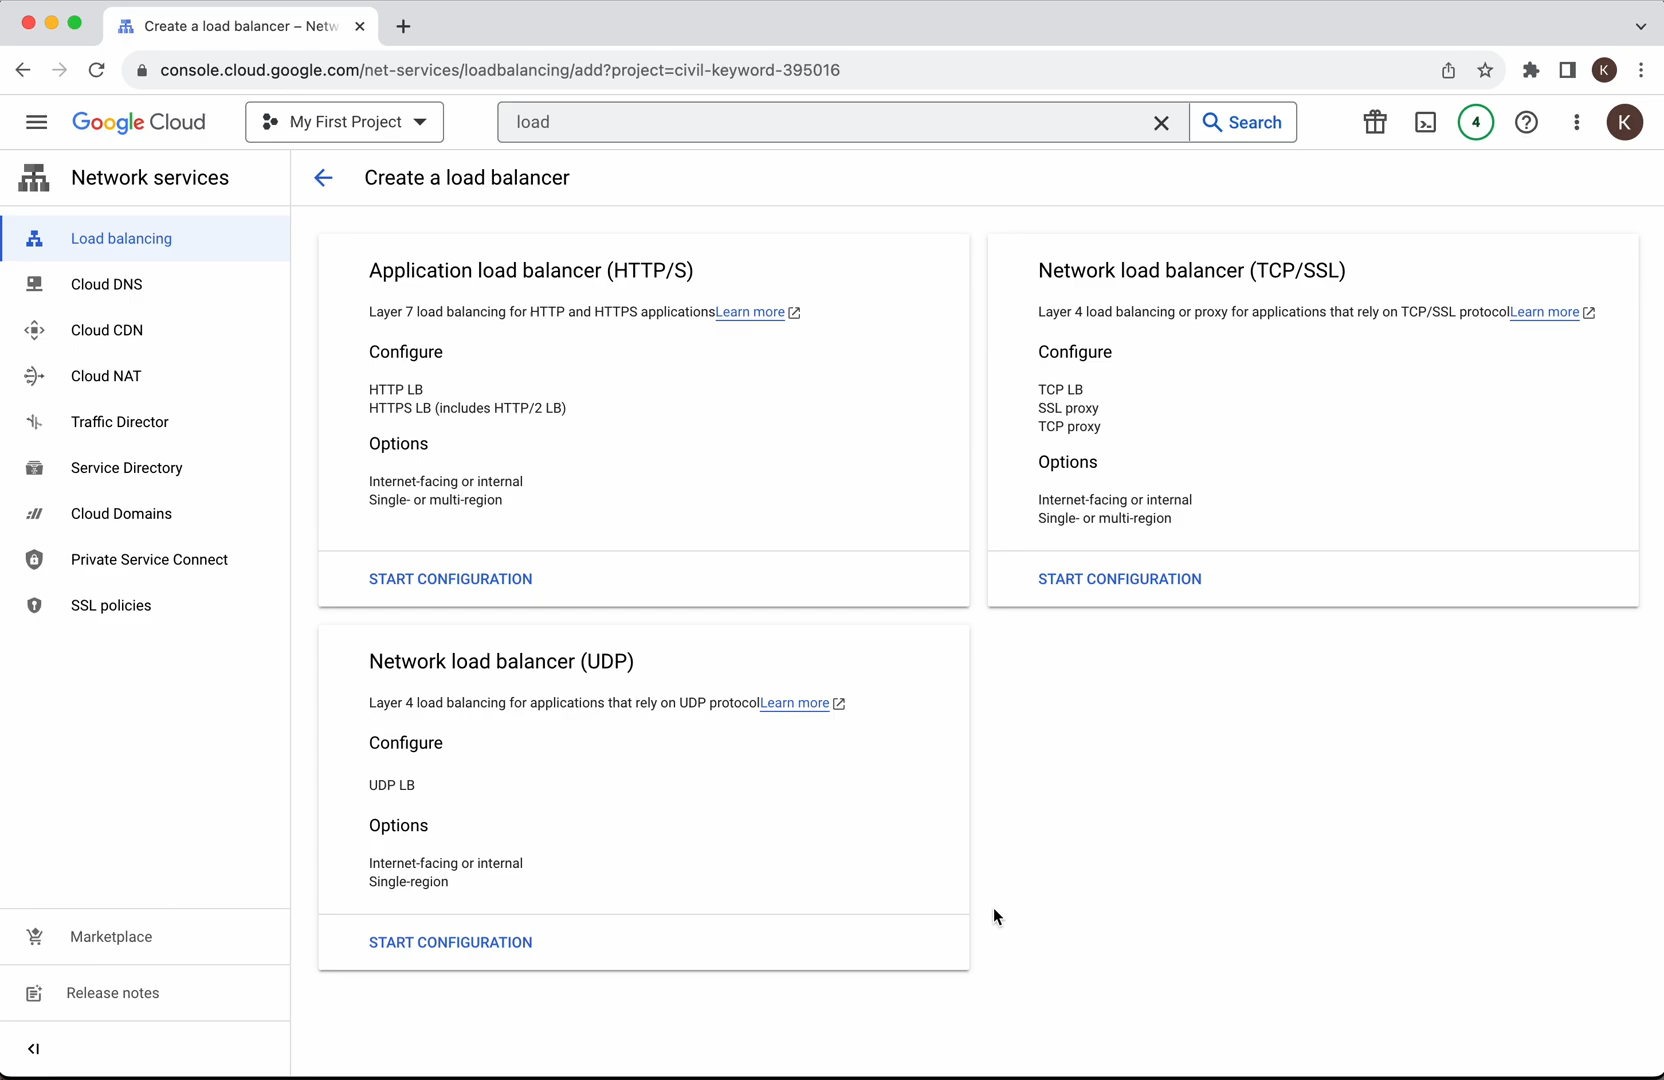 Create a load balancer – Netw
console.cloud.google.com/net-services/loadbalancing/add?project=civil-keyword-395016
K
Google Cloud
My First Project
load
Search
4
K
Network services
Create a load balancer
Load balancing
Cloud DNS
Cloud CDN
Cloud NAT
Traffic Director
Service Directory
Cloud Domains
Private Service Connect
SSL policies
Marketplace
Release notes
Application load balancer (HTTP/S)
Layer 7 load balancing for HTTP and HTTPS applicationsLearn more
Configure
HTTP LB
HTTPS LB (includes HTTP/2 LB)
Options
Internet-facing or internal
Single- or multi-region
START CONFIGURATION
Network load balancer (TCP/SSL)
Layer 4 load balancing or proxy for applications that rely on TCP/SSL protocolLearn more
Configure
TCP LB
SSL proxy
TCP proxy
Options
Internet-facing or internal
Single- or multi-region
START CONFIGURATION
Network load balancer (UDP)
Layer 4 load balancing for applications that rely on UDP protocolLearn more
Configure
UDP LB
Options
Internet-facing or internal
Single-region
START CONFIGURATION